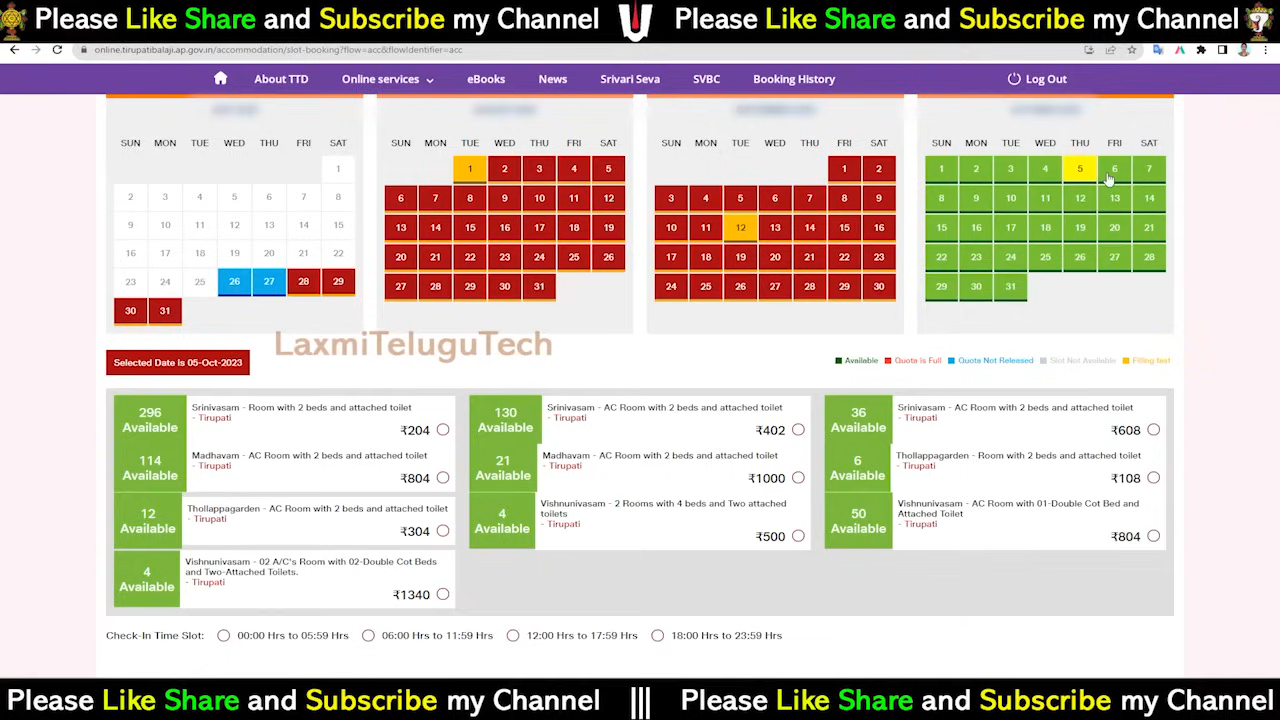 Please Like Share and Subscribe my Channel
Please Like Share and Subscribe my Channel
online.tirupatibalaji.ap.gov.in/accommodation/slot-booking?flow=acc&flowIdentifier=acc
About TTD Online services eBooks News Srivari Seva SVBC Booking History Log Out
SUN MON TUE WED THU FRI SAT
1
2 3 4 5 6 7 8
9 10 11 12 13 14 15
16 17 18 19 20 21 22
23 24 25 26 27 28 29
30 31
SUN MON TUE WED THU FRI SAT
1 2 3 4 5
6 7 8 9 10 11 12
13 14 15 16 17 18 19
20 21 22 23 24 25 26
27 28 29 30 31
SUN MON TUE WED THU FRI SAT
1 2
3 4 5 6 7 8 9
10 11 12 13 14 15 16
17 18 19 20 21 22 23
24 25 26 27 28 29 30
SUN MON TUE WED THU FRI SAT
1 2 3 4 5 6 7
8 9 10 11 12 13 14
15 16 17 18 19 20 21
22 23 24 25 26 27 28
29 30 31
LaxmiTeluguTech
Selected Date is 05-Oct-2023
Available Quota is Full Quota Not Released Slot Not Available Filling fast
296 Available
Srinivasam - Room with 2 beds and attached toilet
- Tirupati
₹204
130 Available
Srinivasam - AC Room with 2 beds and attached toilet
- Tirupati
₹402
36 Available
Srinivasam - AC Room with 2 beds and attached toilet
- Tirupati
₹608
114 Available
Madhavam - AC Room with 2 beds and attached toilet
- Tirupati
₹804
21 Available
Madhavam - AC Room with 2 beds and attached toilet
- Tirupati
₹1000
6 Available
Thollappagarden - Room with 2 beds and attached toilet
- Tirupati
₹108
12 Available
Thollappagarden - AC Room with 2 beds and attached toilet
- Tirupati
₹304
4 Available
Vishnunivasam - 2 Rooms with 4 beds and Two attached
toilets
- Tirupati
₹500
50 Available
Vishnunivasam - AC Room with 01-Double Cot Bed and
Attached Toilet
- Tirupati
₹804
4 Available
Vishnunivasam - 02 A/C's Room with 02-Double Cot Beds
and Two-Attached Toilets.
- Tirupati
₹1340
Check-In Time Slot: 00:00 Hrs to 05:59 Hrs 06:00 Hrs to 11:59 Hrs 12:00 Hrs to 17:59 Hrs 18:00 Hrs to 23:59 Hrs
Please Like Share and Subscribe my Channel ||| Please Like Share and Subscribe my Channel